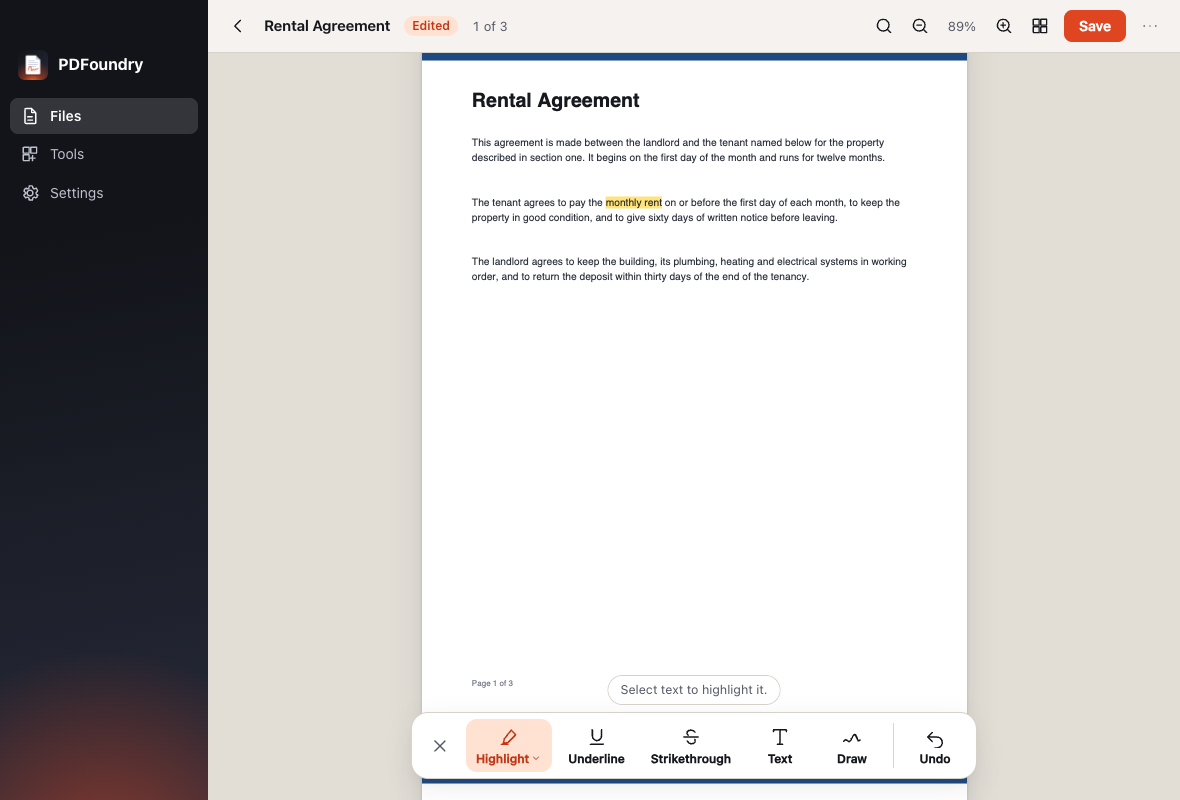 PDFoundry
Files
Tools
Settings
Rental Agreement Edited 1 of 3 89% Save
Rental Agreement
This agreement is made between the landlord and the tenant named below for the property
described in section one. It begins on the first day of the month and runs for twelve months.
The tenant agrees to pay the monthly rent on or before the first day of each month, to keep the
property in good condition, and to give sixty days of written notice before leaving.
The landlord agrees to keep the building, its plumbing, heating and electrical systems in working
order, and to return the deposit within thirty days of the end of the tenancy.
Page 1 of 3
Select text to highlight it.
Highlight Underline Strikethrough Text Draw Undo